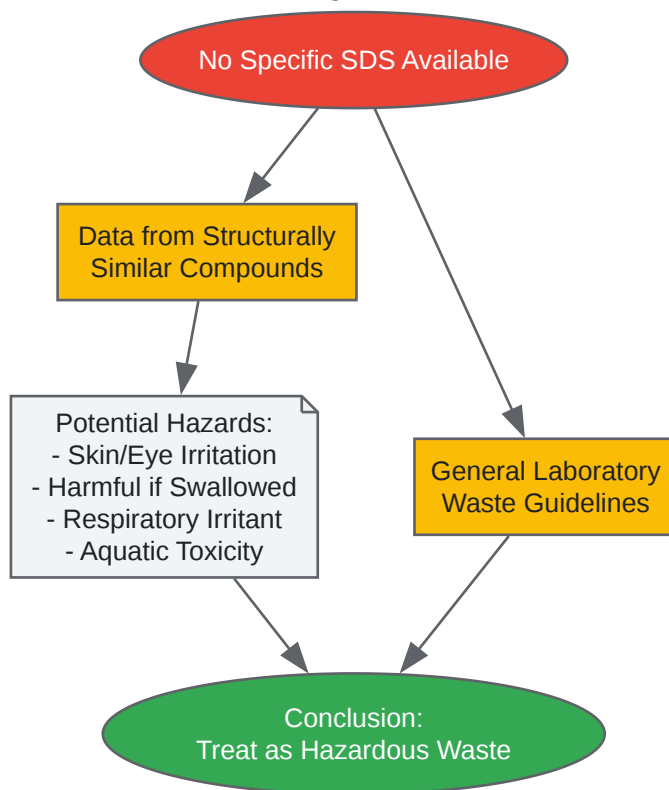 No Specific SDS Available
Data from Structurally
Similar Compounds
Potential Hazards:
- Skin/Eye Irritation
- Harmful if Swallowed
- Respiratory Irritant
- Aquatic Toxicity
General Laboratory
Waste Guidelines
Conclusion:
Treat as Hazardous Waste